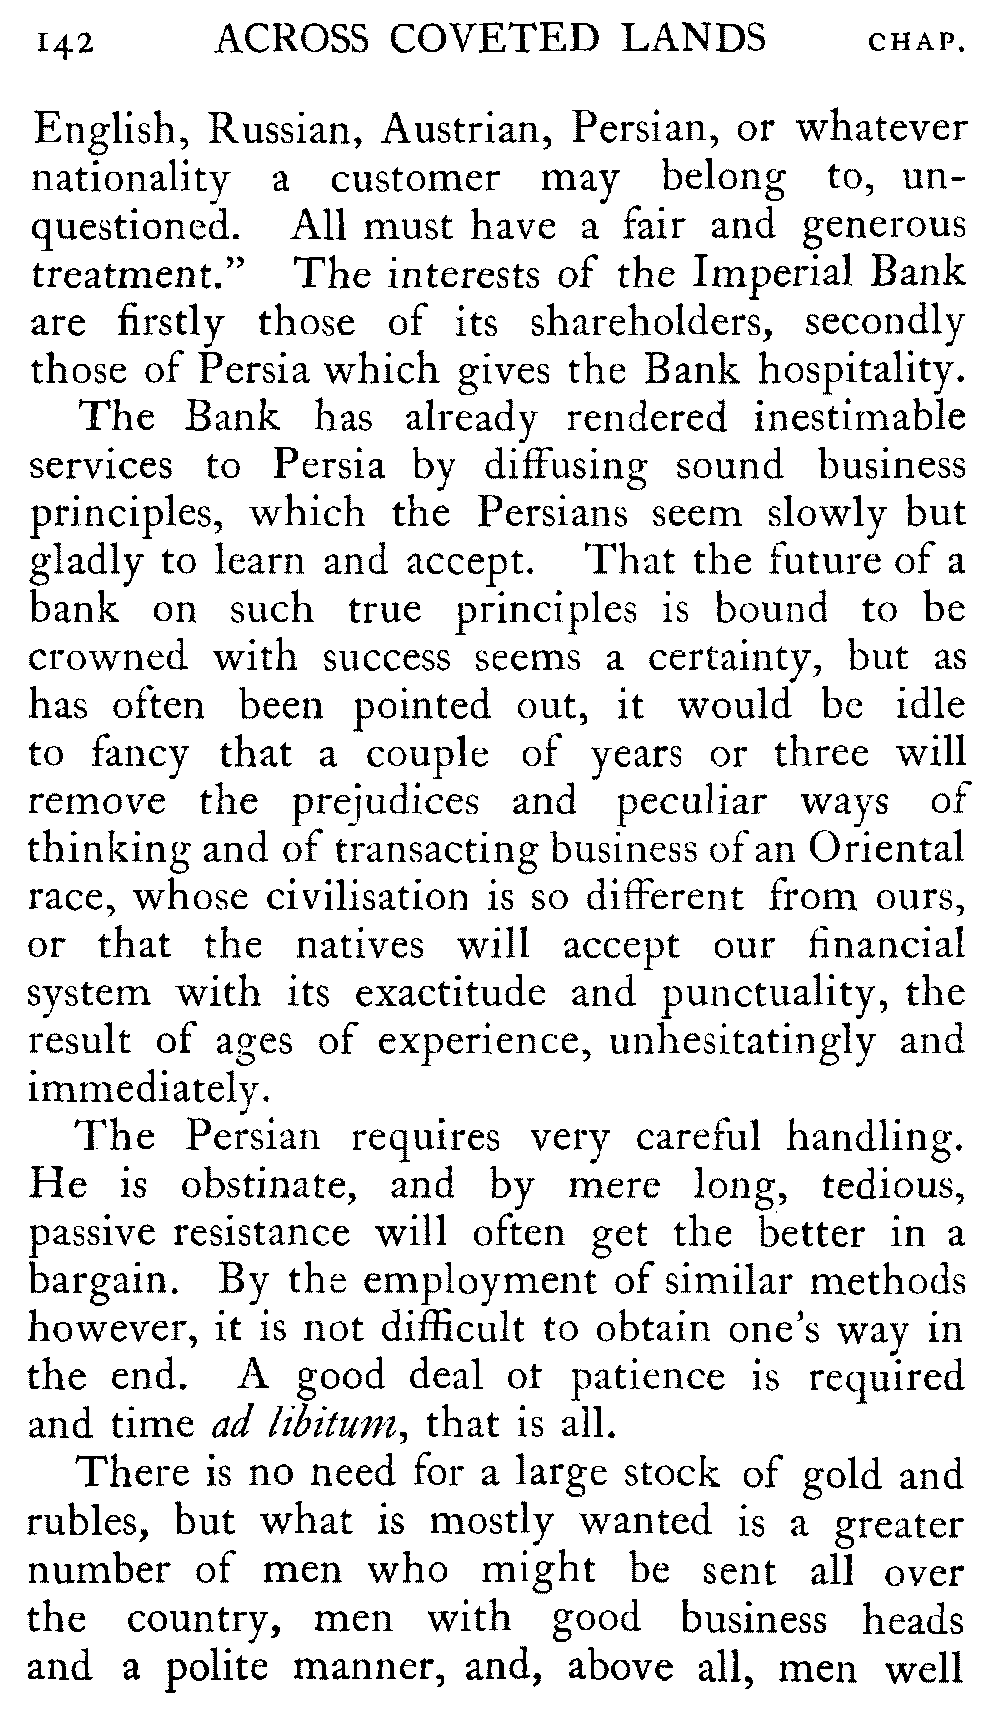 142 ACROSS COVETED LANDS CHAP.
English, Russian, Austrian, Persian, or whatever
nationality a customer may belong to, un-
questioned. All must have a fair and generous
treatment.” The interests of the Imperial Bank
are firstly those of its shareholders, secondly
those of Persia which gives the Bank hospitality.
The Bank has already rendered inestimable
services to Persia by diffusing sound business
principles, which the Persians seem slowly but
gladly to learn and accept. That the future of a
bank on such true principles is bound to be
crowned with success seems a certainty, but as
has often been pointed out, it would be idle
to fancy that a couple of years or three will
remove the prejudices and peculiar ways of
thinking and of transacting business of an Oriental
race, whose civilisation is so different from ours,
or that the natives will accept our financial
system with its exactitude and punctuality, the
result of ages of experience, unhesitatingly and
immediately.
The Persian requires very careful handling.
He is obstinate, and by mere long, tedious,
passive resistance will often get the better in a
bargain. By the employment of similar methods
however, it is not difficult to obtain one’s way in
the end. A good deal of patience is required
and time ad libitum, that is all.
There is no need for a large stock of gold and
rubles, but what is mostly wanted is a greater
number of men who might be sent all over
the country, men with good business heads
and a polite manner, and, above all, men well